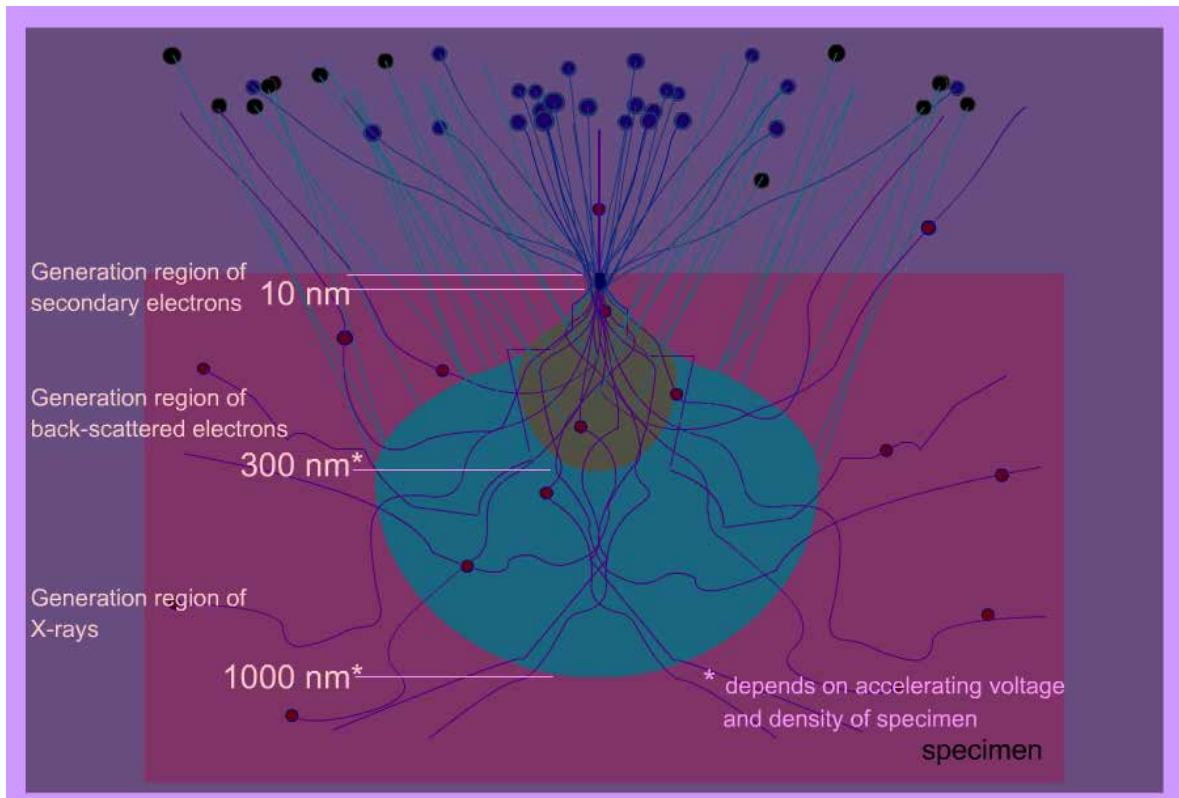 Generation region of
secondary electrons
10 nm
Generation region of
back-scattered electrons
300 nm*
Generation region of
X-rays
1000 nm*
* depends on accelerating voltage
and density of specimen
specimen